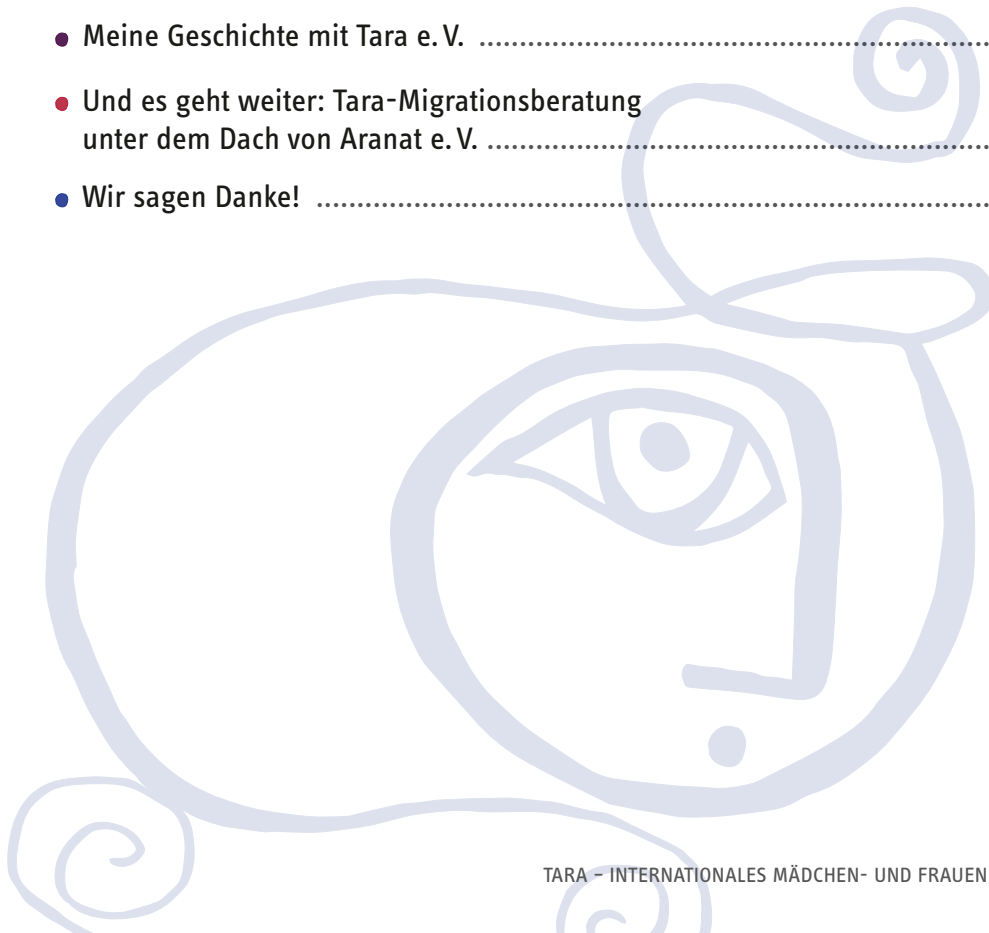 • Meine Geschichte mit Tara e. V. ..........................................................................
• Und es geht weiter: Tara-Migrationsberatung
unter dem Dach von Aranat e. V. ..........................................................................
• Wir sagen Danke! ..........................................................................
TARA – INTERNATIONALES MÄDCHEN- UND FRAUEN